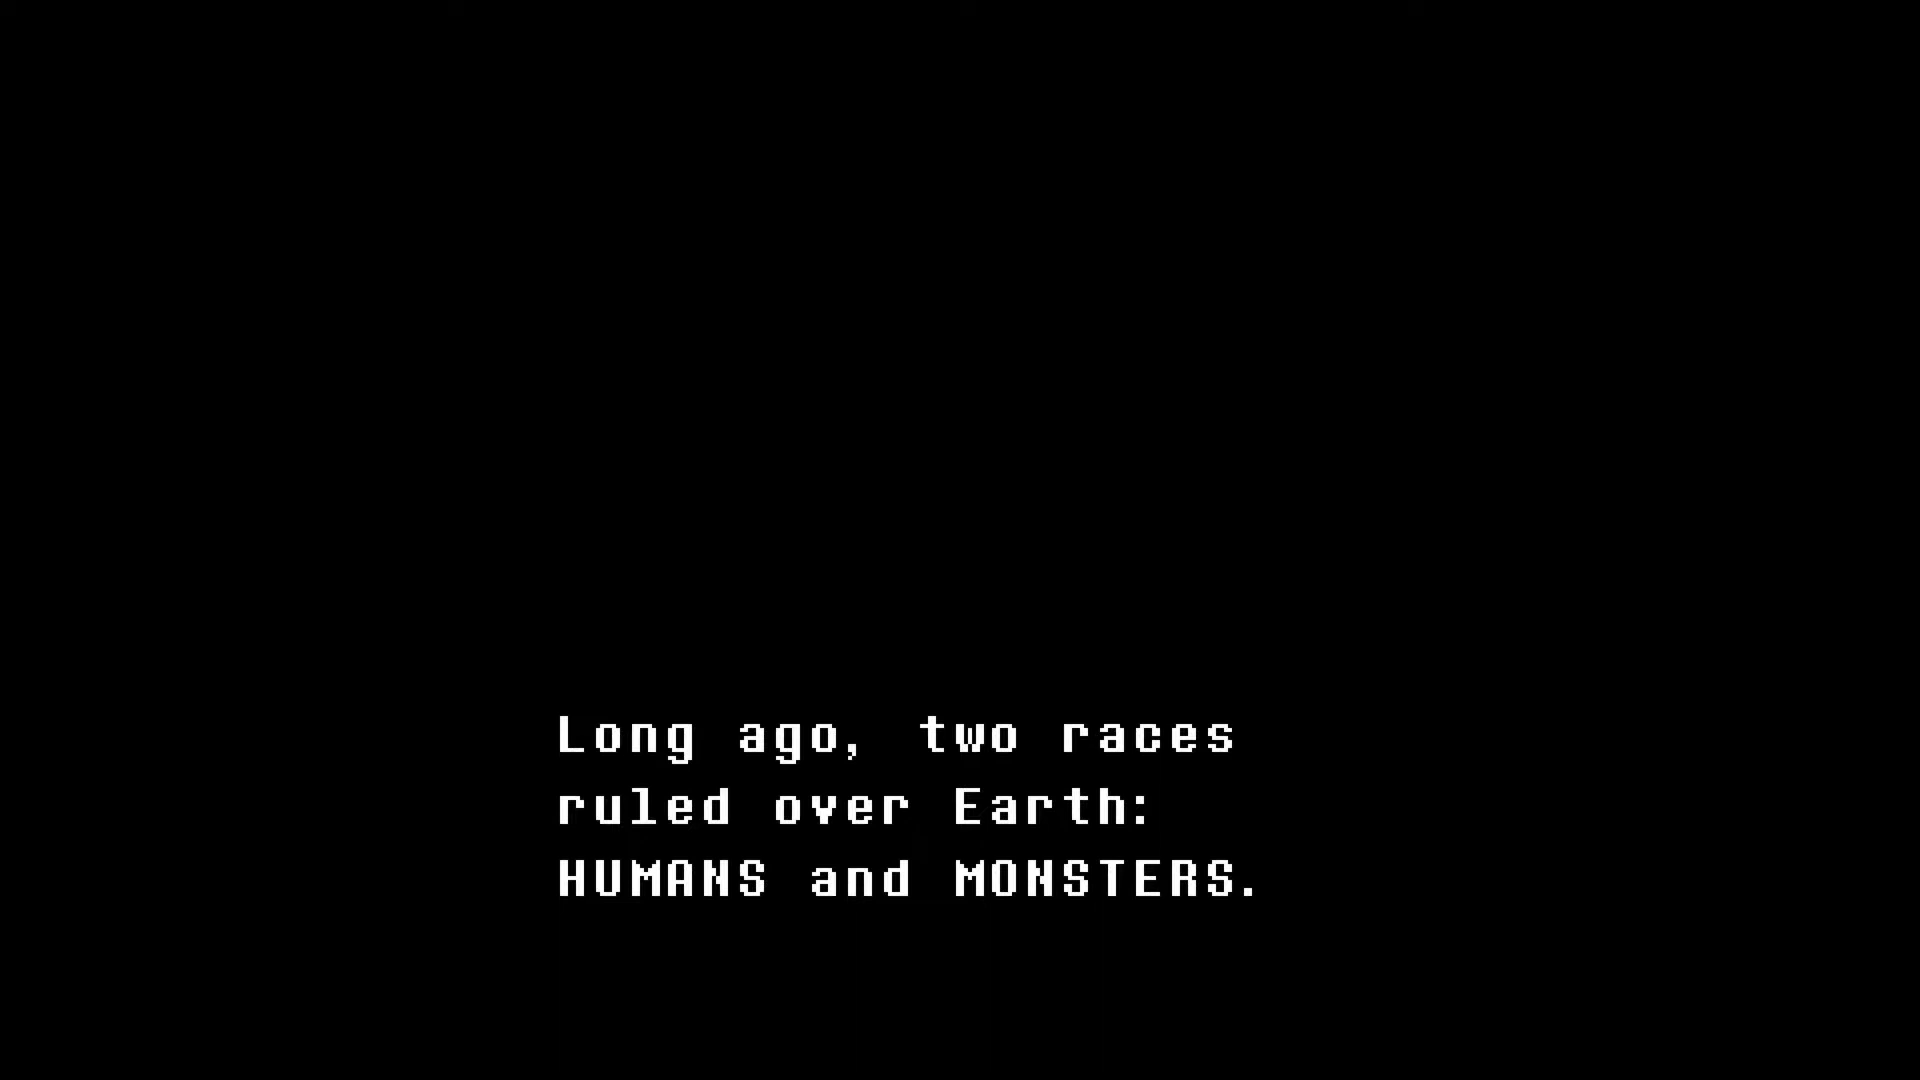 Long ago, two races
ruled over Earth:
HUMANS and MONSTERS.